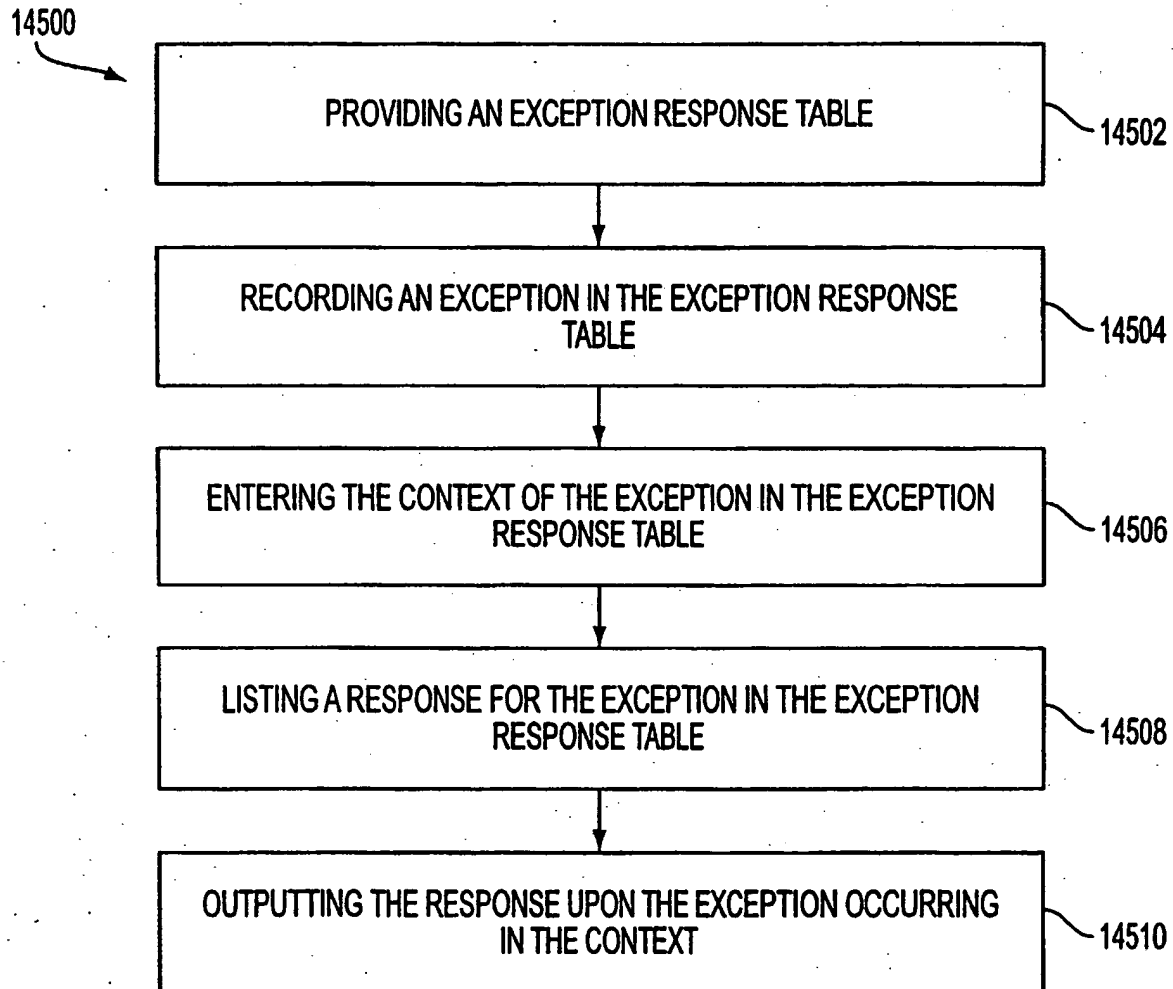 14500
PROVIDING AN EXCEPTION RESPONSE TABLE
14502
RECORDING AN EXCEPTION IN THE EXCEPTION RESPONSE
TABLE
14504
ENTERING THE CONTEXT OF THE EXCEPTION IN THE EXCEPTION
RESPONSE TABLE
14506
LISTING A RESPONSE FOR THE EXCEPTION IN THE EXCEPTION
RESPONSE TABLE
14508
OUTPUTTING THE RESPONSE UPON THE EXCEPTION OCCURRING
IN THE CONTEXT
14510